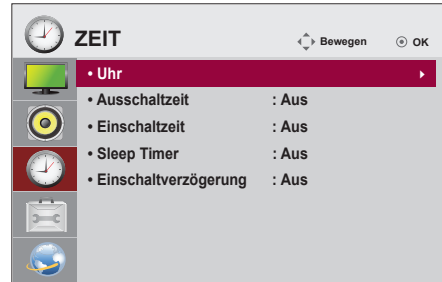 ZEIT
Bewegen
OK
• Uhr
• Ausschaltzeit : Aus
• Einschaltzeit : Aus
• Sleep Timer : Aus
• Einschaltverzögerung : Aus